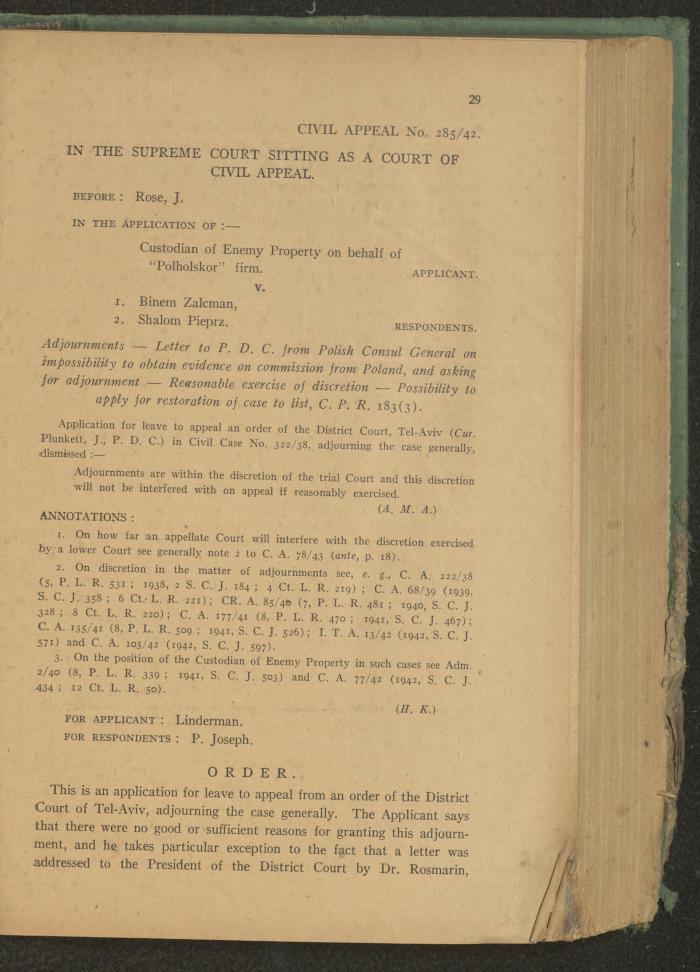 29
CIVIL APPEAL No. 285/42.
IN THE SUPREME COURT SITTING AS A COURT OF
CIVIL APPEAL.
BEFORE : Rose, J.
IN THE APPLICATION OF :—
Custodian of Enemy Property on behalf of
"Polholskor" firm.
APPLICANT.
v.
1. Binem Zalcman,
2. Shalom Pieprz.
RESPONDENTS.
Adjournments — Letter to P. D. C. from Polish Consul General on
impossibility to obtain evidence on commission from Poland, and asking
for adjournment — Reasonable exercise of discretion — Possibility to
apply for restoration of case to list, C. P. R. 183(3).
Application for leave to appeal an order of the District Court, Tel-Aviv (Cur.
Plunkett, J., P. D. C.) in Civil Case No. 322/38, adjourning the case generally,
dismissed :—
Adjournments are within the discretion of the trial Court and this discretion
will not be interfered with on appeal if reasonably exercised.
(A. M. A.)
ANNOTATIONS :
1. On how far an appellate Court will interfere with the discretion exercised
by a lower Court see generally note 2 to C. A. 78/43 (ante, p. 18).
2. On discretion in the matter of adjournments see, e. g., C. A. 222/38
(5, P. L. R. 531 ; 1938, 2 S. C. J. 184 ; 4 Ct. L. R. 219) ; C. A. 68/39 (1939,
S. C. J. 358 ; 6 Ct. L. R. 221) ; CR. A. 85/40 (7, P. L. R. 481 ; 1940, S. C. J.
328 ; 8 Ct. L. R. 220) ; C. A. 177/41 (8, P. L. R. 470 ; 1941, S. C. J. 467) ;
C. A. 135/41 (8, P. L. R. 509 ; 1941, S. C. J. 526) ; I. T. A. 13/42 (1942, S. C. J.
571) and C. A. 103/42 (1942, S. C. J. 597).
3. On the position of the Custodian of Enemy Property in such cases see Adm.
2/40 (8, P. L. R. 339 ; 1941, S. C. J. 503) and C. A. 77/42 (1942, S. C. J.
434 ; 12 Ct. L. R. 50).
(H. K.)
FOR APPLICANT : Linderman.
FOR RESPONDENTS : P. Joseph.
ORDER.
This is an application for leave to appeal from an order of the District
Court of Tel-Aviv, adjourning the case generally. The Applicant says
that there were no good or sufficient reasons for granting this adjourn-
ment, and he takes particular exception to the fact that a letter was
addressed to the President of the District Court by Dr. Rosmarin,